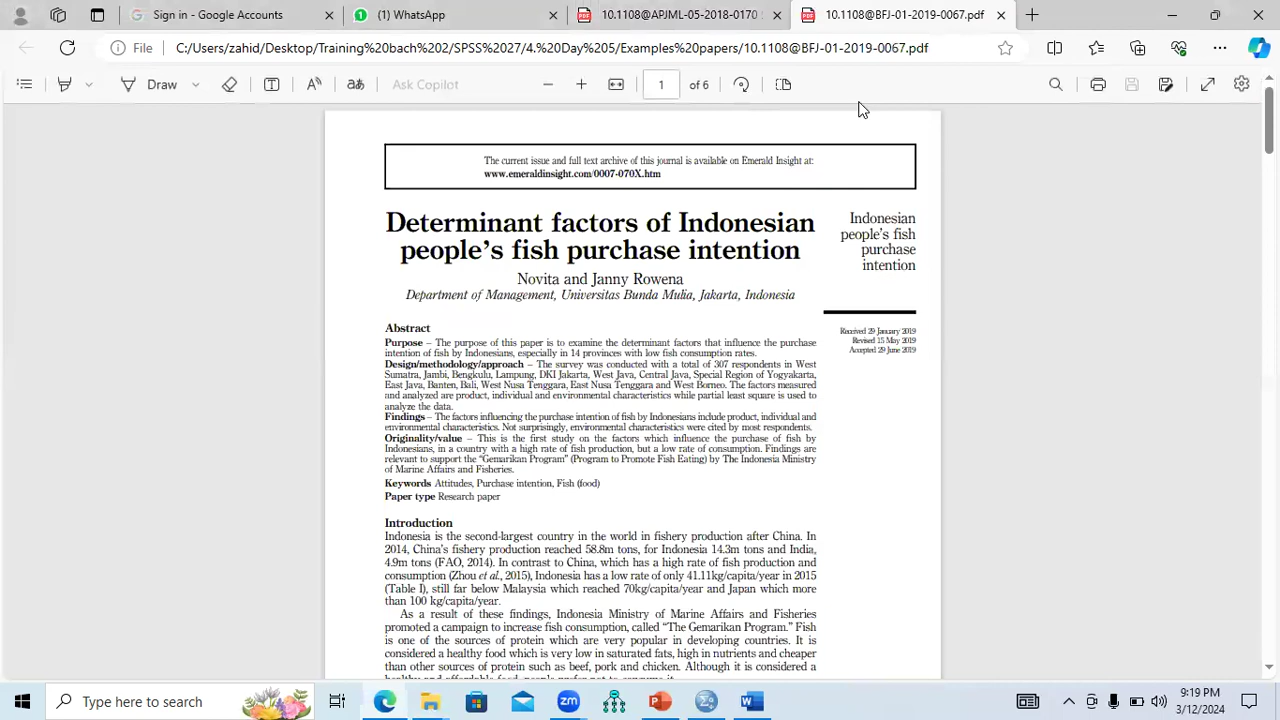 Sign in - Google Accounts
(1) WhatsApp
10.1108@APJML-05-2018-0170
10.1108@BFJ-01-2019-0067.pdf
File
C:/Users/zahid/Desktop/Training%20bach%202/SPSS%2027/4.%20Day%205/Examples%20papers/10.1108@BFJ-01-2019-0067.pdf
Draw
Ask Copilot
1 of 6
The current issue and full text archive of this journal is available on Emerald Insight at:
www.emeraldinsight.com/0007-070X.htm
Determinant factors of Indonesian
people's fish purchase intention
Novita and Janny Rowena
Department of Management, Universitas Bunda Mulia, Jakarta, Indonesia
Indonesian
people's fish
purchase
intention
Received 29 January 2019
Revised 15 May 2019
Accepted 29 June 2019
Abstract
Purpose – The purpose of this paper is to examine the determinant factors that influence the purchase
intention of fish by Indonesians, especially in 14 provinces with low fish consumption rates.
Design/methodology/approach – The survey was conducted with a total of 307 respondents in West
Sumatra, Jambi, Bengkulu, Lampung, DKI Jakarta, West Java, Central Java, Special Region of Yogyakarta,
East Java, Banten, Bali, West Nusa Tenggara, East Nusa Tenggara and West Borneo. The factors measured
and analyzed are product, individual and environmental characteristics while partial least square is used to
analyze the data.
Findings – The factors influencing the purchase intention of fish by Indonesians include product, individual and
environmental characteristics. Not surprisingly, environmental characteristics were cited by most respondents.
Originality/value – This is the first study on the factors which influence the purchase of fish by
Indonesians, in a country with a high rate of fish production, but a low rate of consumption. Findings are
relevant to support the "Gemarikan Program" (Program to Promote Fish Eating) by The Indonesia Ministry
of Marine Affairs and Fisheries.
Keywords Attitudes, Purchase intention, Fish (food)
Paper type Research paper
Introduction
Indonesia is the second-largest country in the world in fishery production after China. In
2014, China's fishery production reached 58.8m tons, for Indonesia 14.3m tons and India,
4.9m tons (FAO, 2014). In contrast to China, which has a high rate of fish production and
consumption (Zhou et al., 2015), Indonesia has a low rate of only 41.11kg/capita/year in 2015
(Table I), still far below Malaysia which reached 70kg/capita/year and Japan which more
than 100 kg/capita/year.
As a result of these findings, Indonesia Ministry of Marine Affairs and Fisheries
promoted a campaign to increase fish consumption, called "The Gemarikan Program." Fish
is one of the sources of protein which are very popular in developing countries. It is
considered a healthy food which is very low in saturated fats, high in nutrients and cheaper
than other sources of protein such as beef, pork and chicken. Although it is considered a
healthy and affordable food, people prefer not to consume it.
Type here to search
9:19 PM
3/12/2024